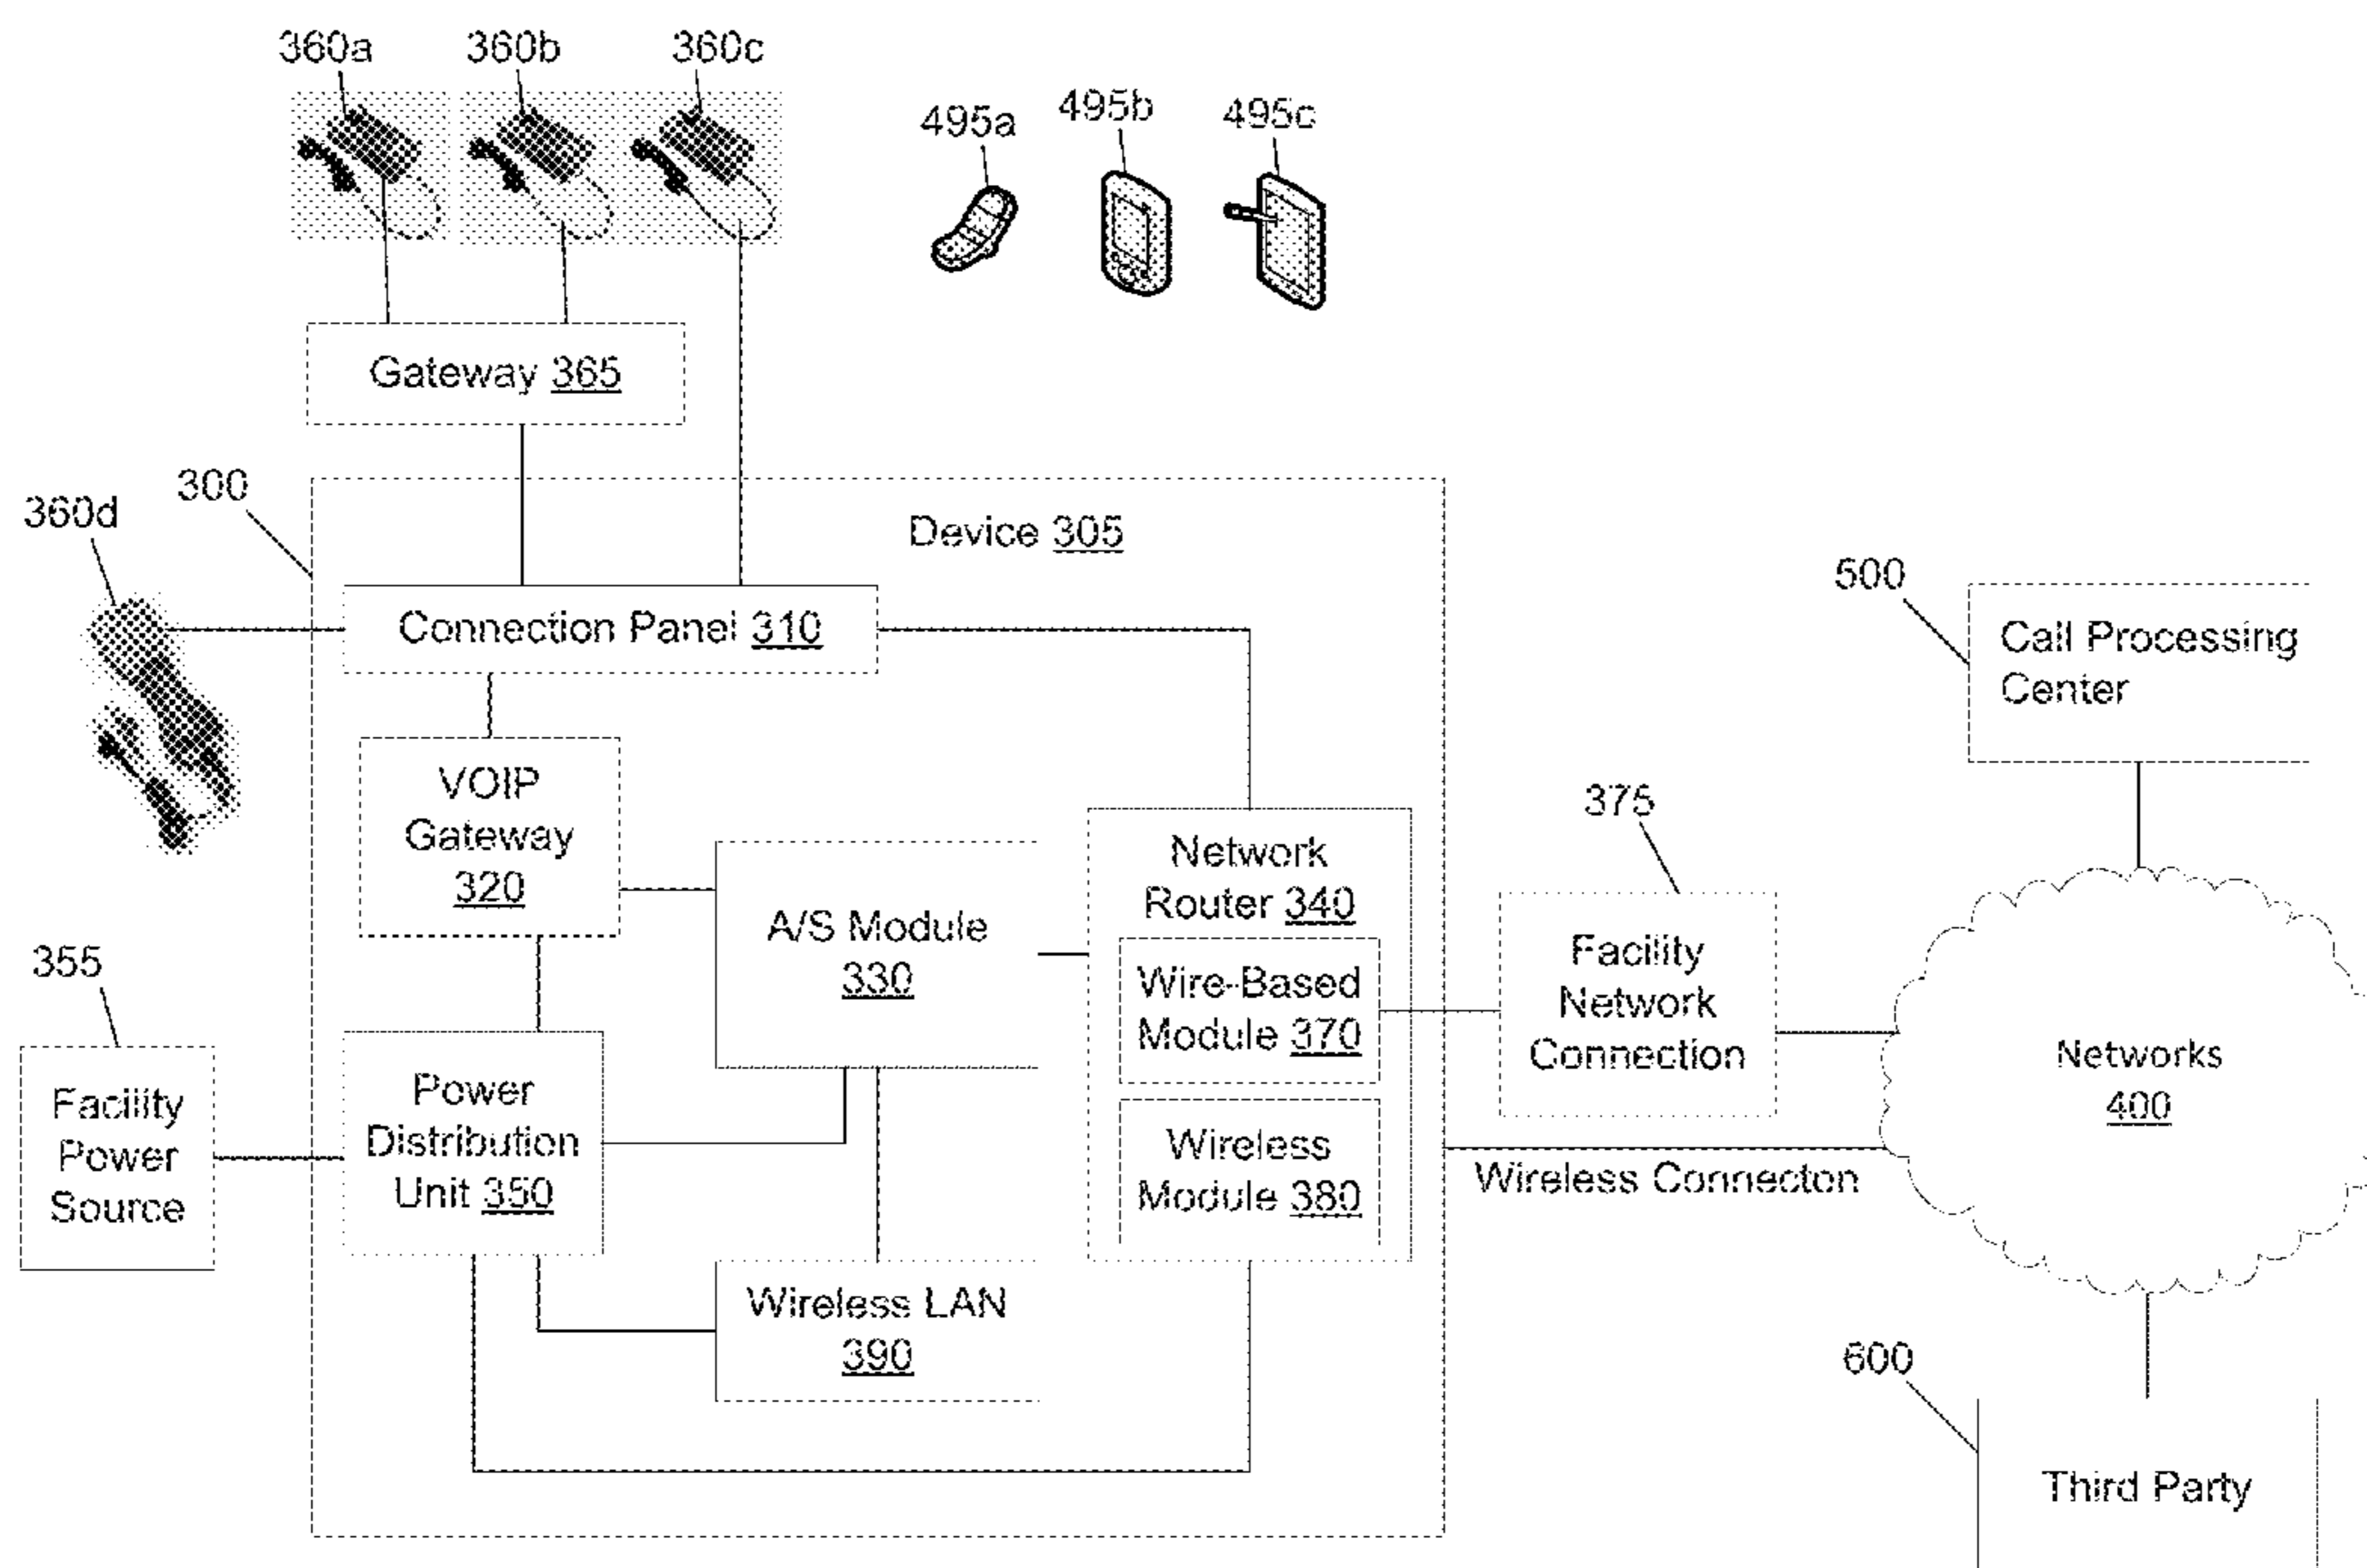 360a
360b
360c
495a
495b
495c
Gateway 365
300
360d
Device 305
Connection Panel 310
500
Call Processing
Center
VOIP
Gateway
320
375
Network
Router 340
A/S Module
330
355
Facility
Network
Connection
Wire-Based
Module 370
Networks
400
Facility
Power
Source
Power
Distribution
Unit 350
Wireless
Module 380
Wireless Connecton
Wireless LAN
390
600
Third Party